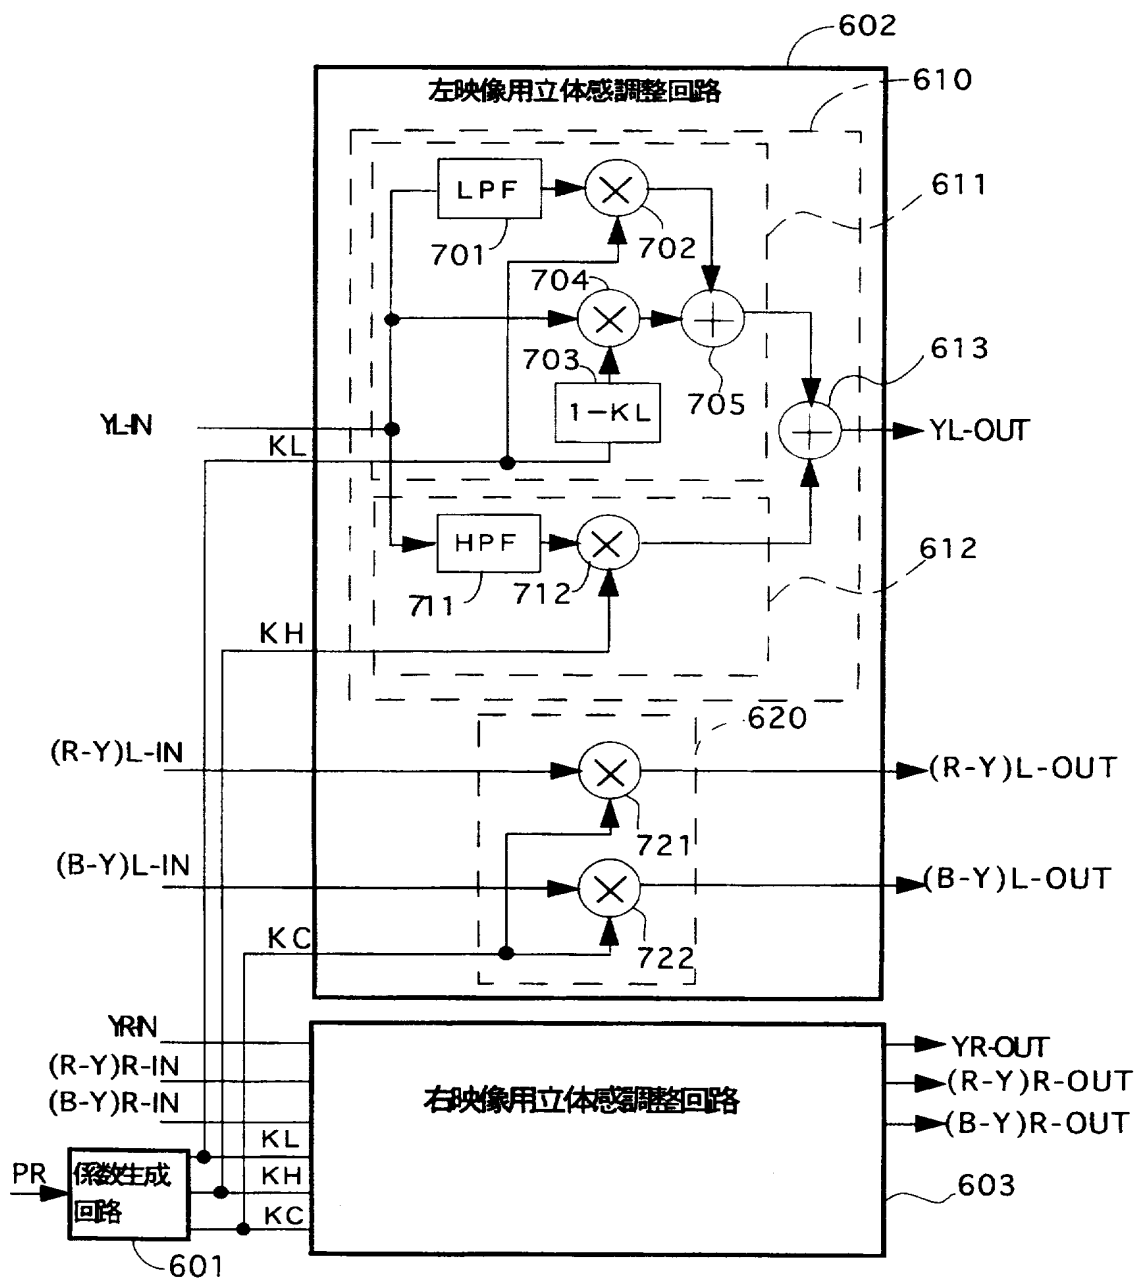 602
左映像用立体感調整回路
610
611
LPF
701
702
704
703
1-KL
705
613
YL-IN
YL-OUT
KL
HPF
711
712
612
KH
620
(R-Y)L-IN
(R-Y)L-OUT
721
(B-Y)L-IN
(B-Y)L-OUT
KC
722
YR-IN
YR-OUT
(R-Y)R-IN
(R-Y)R-OUT
(B-Y)R-IN
(B-Y)R-OUT
右映像用立体感調整回路
KL
PR
係数生成
回路
KH
KC
603
601